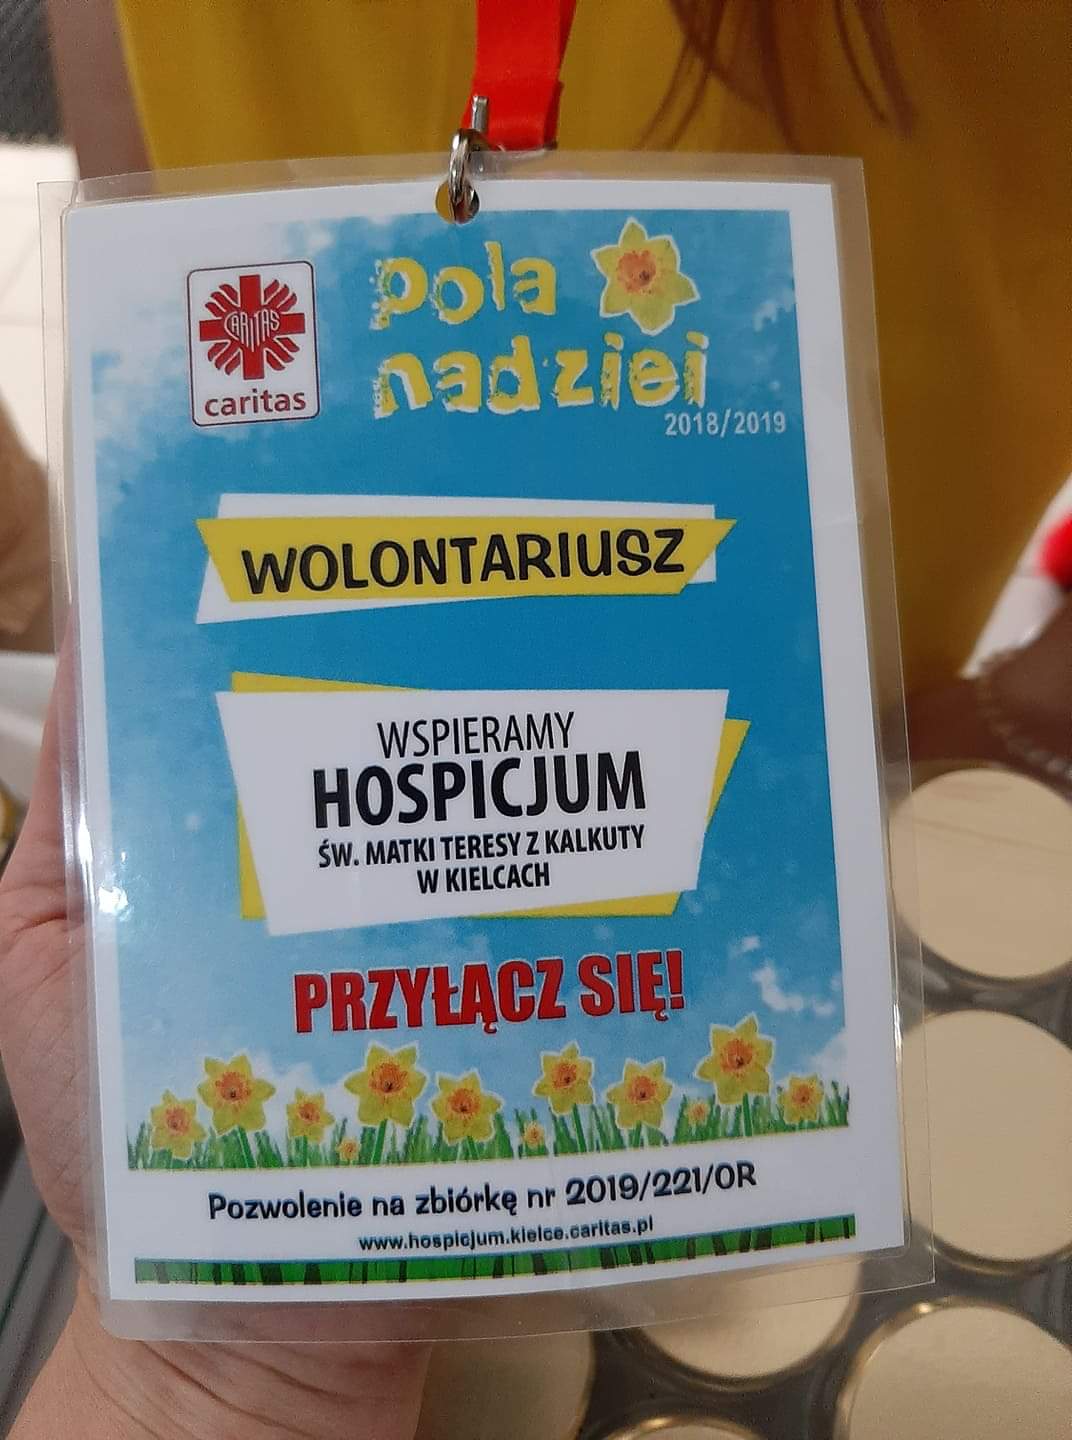 CARITAS
caritas
pola
nadziei
2018/2019
WOLONTARIUSZ
WSPIERAMY
HOSPICJUM
ŚW. MATKI TERESY Z KALKUTY
W KIELCACH
PRZYŁĄCZ SIĘ!
Pozwolenie na zbiórkę nr 2019/221/OR
www.hospicjum.kielce.caritas.pl